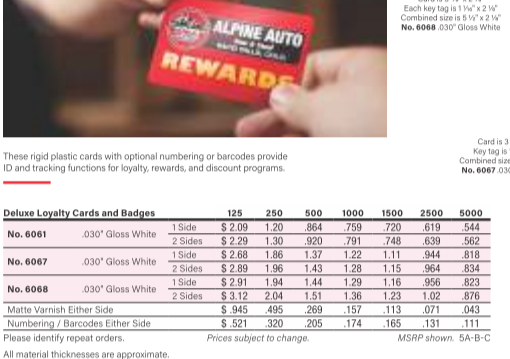 Each key tag is 1 ¹⁄₁₆" x 2 ⅛"
Combined size is 5 ½" x 2 ⅛"
No. 6068 .030" Gloss White
ALPINE AUTO
REWARDS
These rigid plastic cards with optional numbering or barcodes provide
ID and tracking functions for loyalty, rewards, and discount programs.
Card is 3
Key tag is
Combined size
No. 6067 .030
Deluxe Loyalty Cards and Badges 125 250 500 1000 1500 2500 5000
No. 6061 .030" Gloss White 1 Side $ 2.09 1.20 .864 .759 .720 .619 .544
2 Sides $ 2.29 1.30 .920 .791 .748 .639 .562
No. 6067 .030" Gloss White 1 Side $ 2.68 1.86 1.37 1.22 1.11 .944 .818
2 Sides $ 2.89 1.96 1.43 1.28 1.15 .964 .834
No. 6068 .030" Gloss White 1 Side $ 2.91 1.94 1.44 1.29 1.16 .956 .823
2 Sides $ 3.12 2.04 1.51 1.36 1.23 1.02 .876
Matte Varnish Either Side $ .945 .495 .269 .157 .113 .071 .043
Numbering / Barcodes Either Side $ .521 .320 .205 .174 .165 .131 .111
Please identify repeat orders. Prices subject to change. MSRP shown. 5A-B-C
All material thicknesses are approximate.